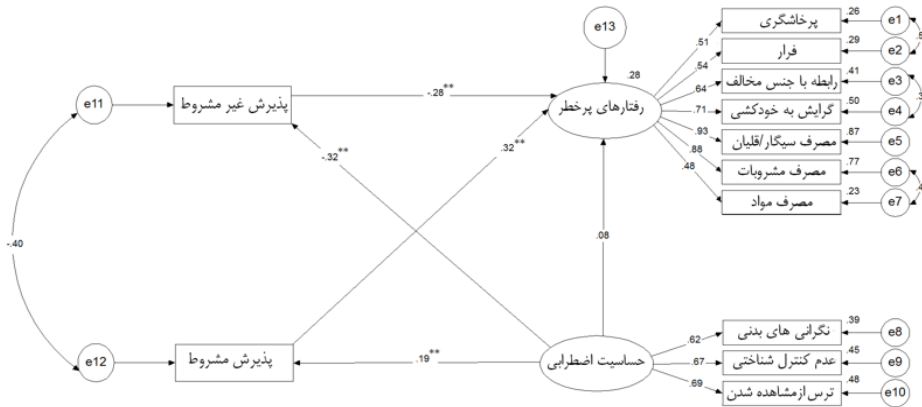 e13
.28
پرخاشگری
.26
e1
.51
فرار
.29
e2
.54
رابطه با جنس مخالف
.41
e3
.64
گرایش به خودکشی
.50
e4
.71
مصرف سیگار/قلیان
.87
e5
.93
مصرف مشروبات
.77
e6
.88
مصرف مواد
.23
e7
.48
رفتارهای پرخطر
e11
پذیرش غیر مشروط
-.28**
-.32**
.32**
.08
-.40
e12
پذیرش مشروط
.19**
حساسیت اضطرابی
.62
نگرانی های بدنی
.39
e8
.67
عدم کنترل شناختی
.45
e9
.69
ترس ازمشاهده شدن
.48
e10